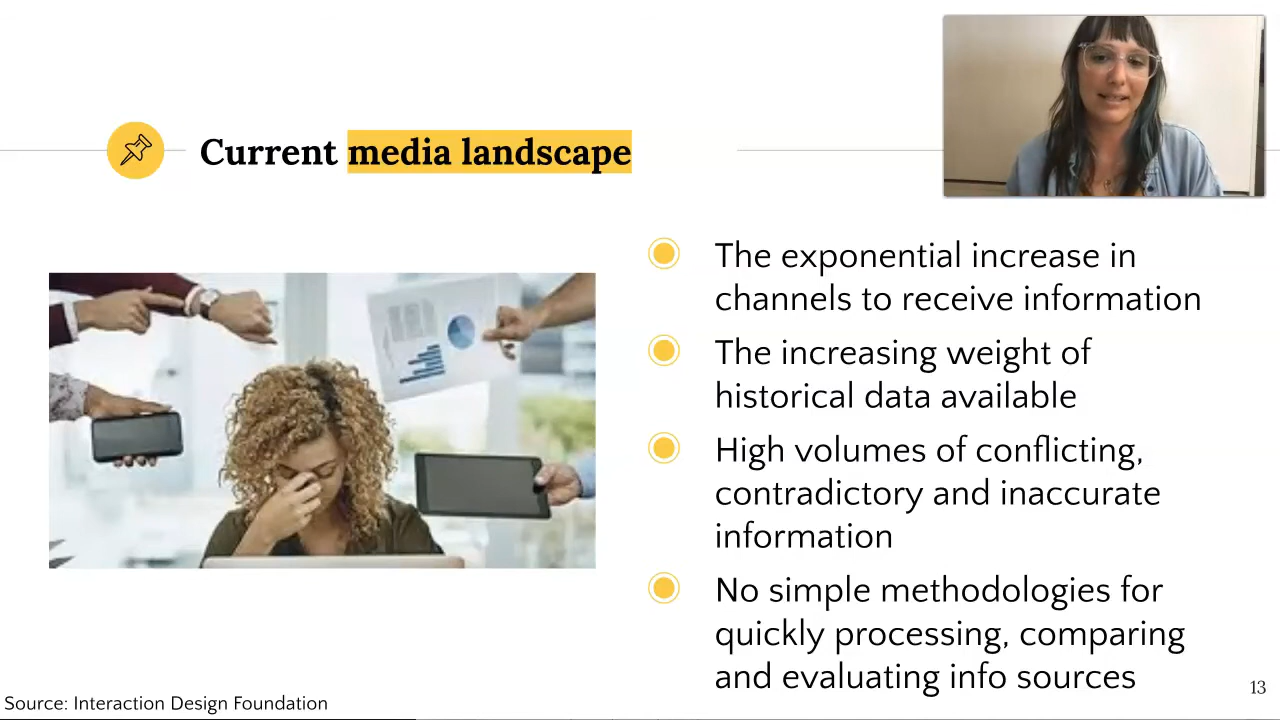 Current media landscape
The exponential increase in
channels to receive information
The increasing weight of
historical data available
High volumes of conflicting,
contradictory and inaccurate
information
No simple methodologies for
quickly processing, comparing
and evaluating info sources
Source: Interaction Design Foundation
13